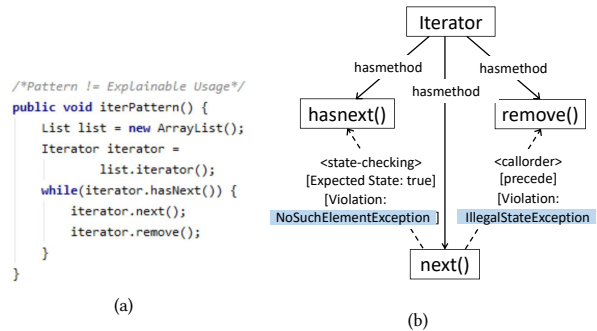 /*Pattern != Explainable Usage*/
public void iterPattern() {
List list = new ArrayList();
Iterator iterator =
list.iterator();
while(iterator.hasNext()) {
iterator.next();
iterator.remove();
}
}
(a)
Iterator
hasmethod
hasmethod
hasmethod
hasnext()
remove()
<state-checking>
[Expected State: true]
[Violation:
NoSuchElementException ]
<callorder>
[precede]
[Violation:
IllegalStateException
next()
(b)